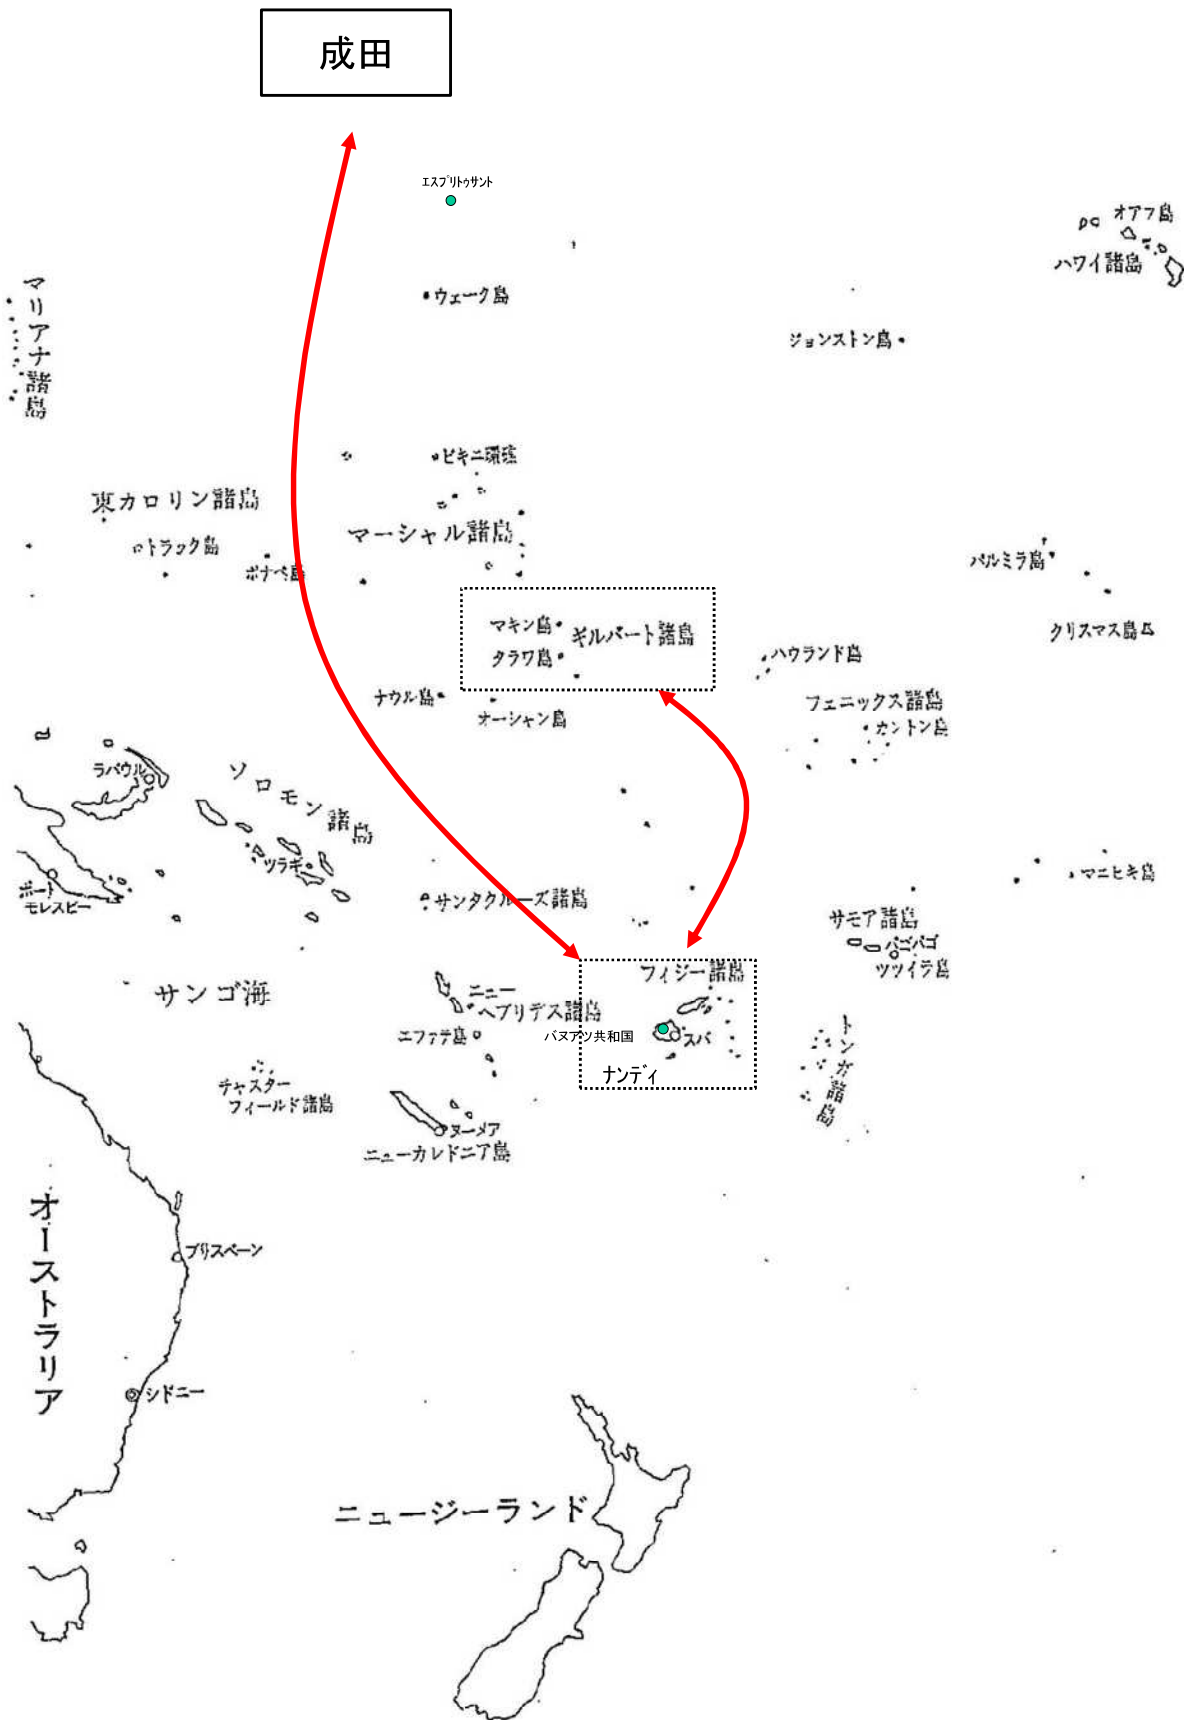 成田
エスプリトゥサント
オアフ島
ハワイ諸島
マリアナ諸島
ウェーク島
ジョンストン島
ビキニ環礁
東カロリン諸島
マーシャル諸島
トラック島
ポナペ島
パルミラ島
マキン島
ギルバート諸島
タラワ島
クリスマス島
ハウランド島
ナウル島
オーシャン島
フェニックス諸島
カントン島
ラバウル
ソロモン諸島
ツラギ
ポート
モレスビー
サンタクルーズ諸島
マニヒキ島
サモア諸島
パゴパゴ
ツツイラ島
フィジー諸島
サンゴ海
ニュー
ヘブリデス諸島
エファテ島
バヌアツ共和国
スバ
ナンディ
トンガ諸島
チャスター
フィールド諸島
ヌーメア
ニューカレドニア島
オーストラリア
ブリスベーン
シドニー
ニュージーランド